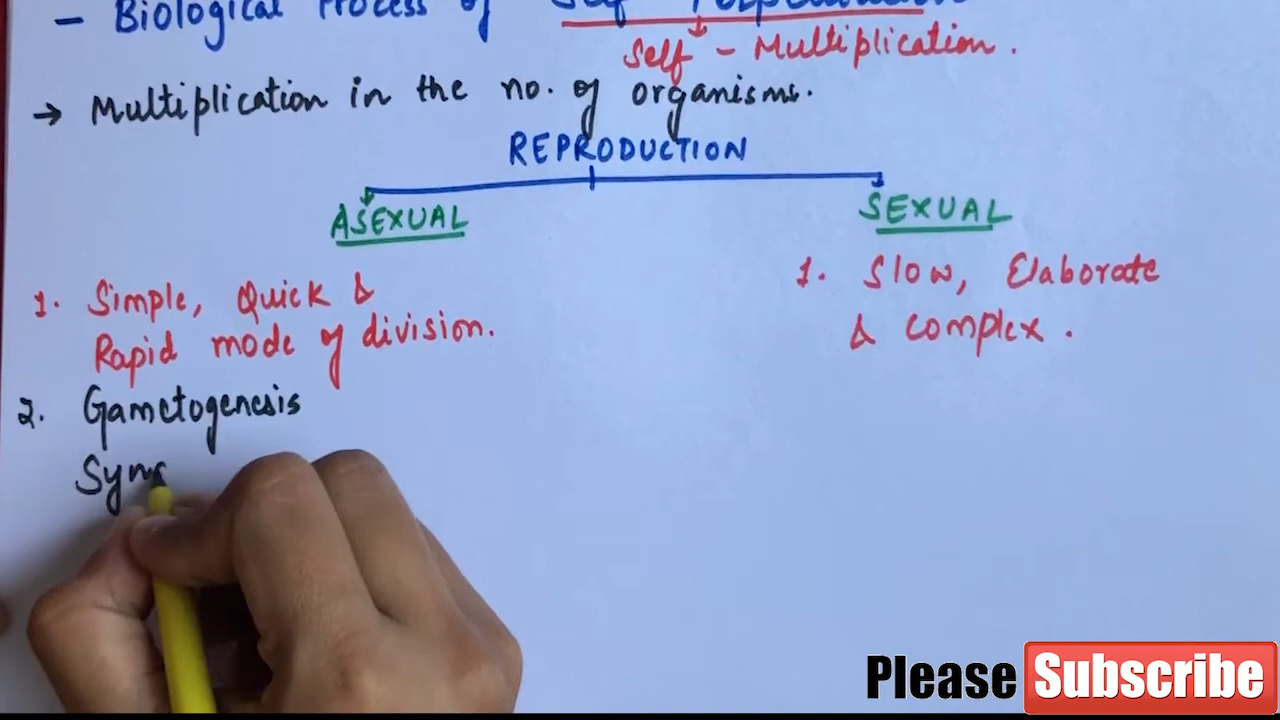 - Biological Process of
Self - Multiplication.
→ Multiplication in the no. of organisms.
REPRODUCTION
ASEXUAL
SEXUAL
1. Simple, Quick &
Rapid mode of division.
1. Slow, Elaborate
& complex.
2. Gametogenesis
Syn
Please Subscribe